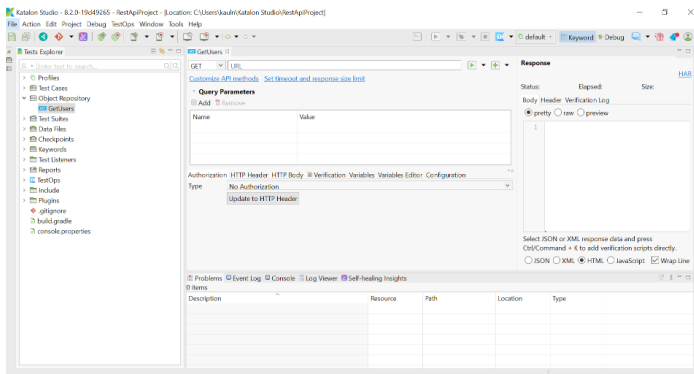 Katalon Studio - 8.2.0-19d49265 - RestApiProject - [Location: C:\Users\kauln\Katalon Studio\RestApiProject]
File Action Edit Project Debug TestOps Window Tools Help
default
Keyword
Debug
Tests Explorer
Enter text to search...
Profiles
Test Cases
Object Repository
GetUsers
Test Suites
Data Files
Checkpoints
Keywords
Test Listeners
Reports
TestOps
Include
Plugins
.gitignore
build.gradle
console.properties
GetUsers
GET URL
Customize API methods Set timeout and response size limit
Query Parameters
Add Remove
Name Value
Authorization HTTP Header HTTP Body Verification Variables Variables Editor Configuration
Type No Authorization
Update to HTTP Header
Response
HAR
Status: Elapsed: Size:
Body Header Verification Log
pretty raw preview
1
Select JSON or XML response data and press
Ctrl/Command + K to add verification scripts directly.
JSON XML HTML JavaScript Wrap Line
Problems Event Log Console Log Viewer Self-healing Insights
0 items
Description Resource Path Location Type